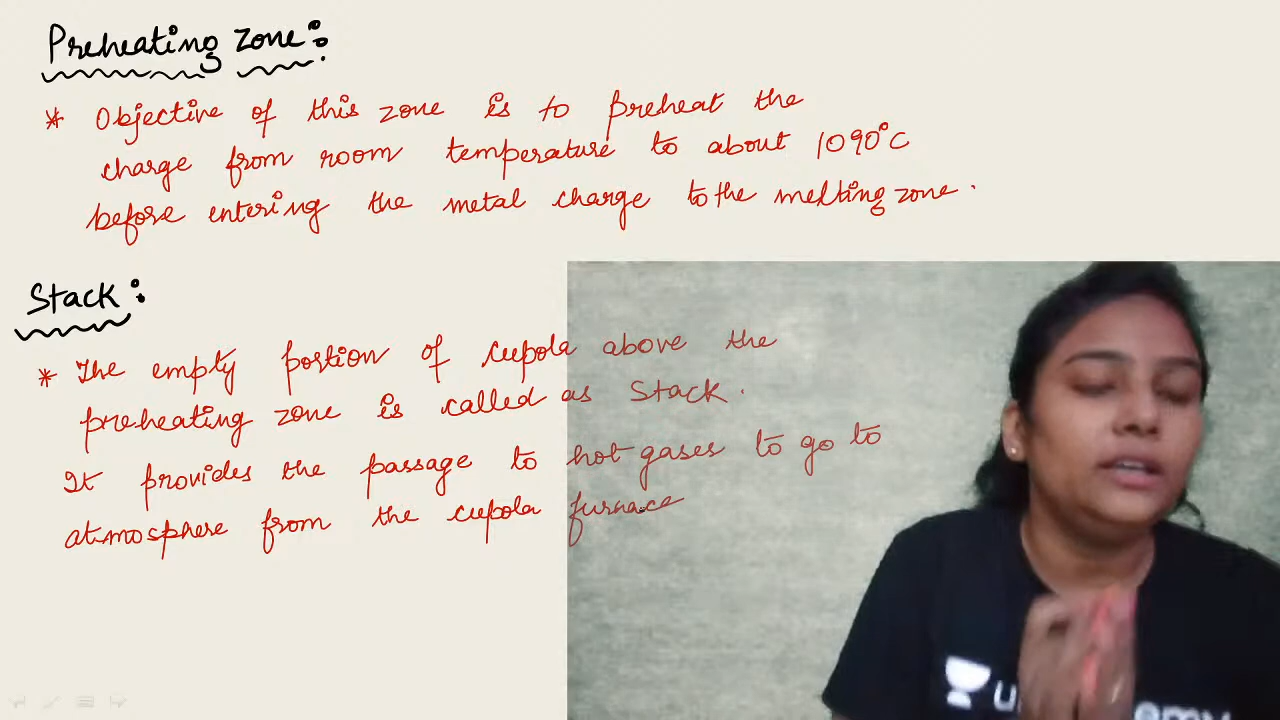 Preheating zone:
* Objective of this zone is to preheat the
charge from room temperature to about 1090°C
before entering the metal charge to the melting zone.
Stack:
* The empty portion of cupola above the
preheating zone is called as Stack.
It provides the passage to hot gases to go to
atmosphere from the cupola furnace